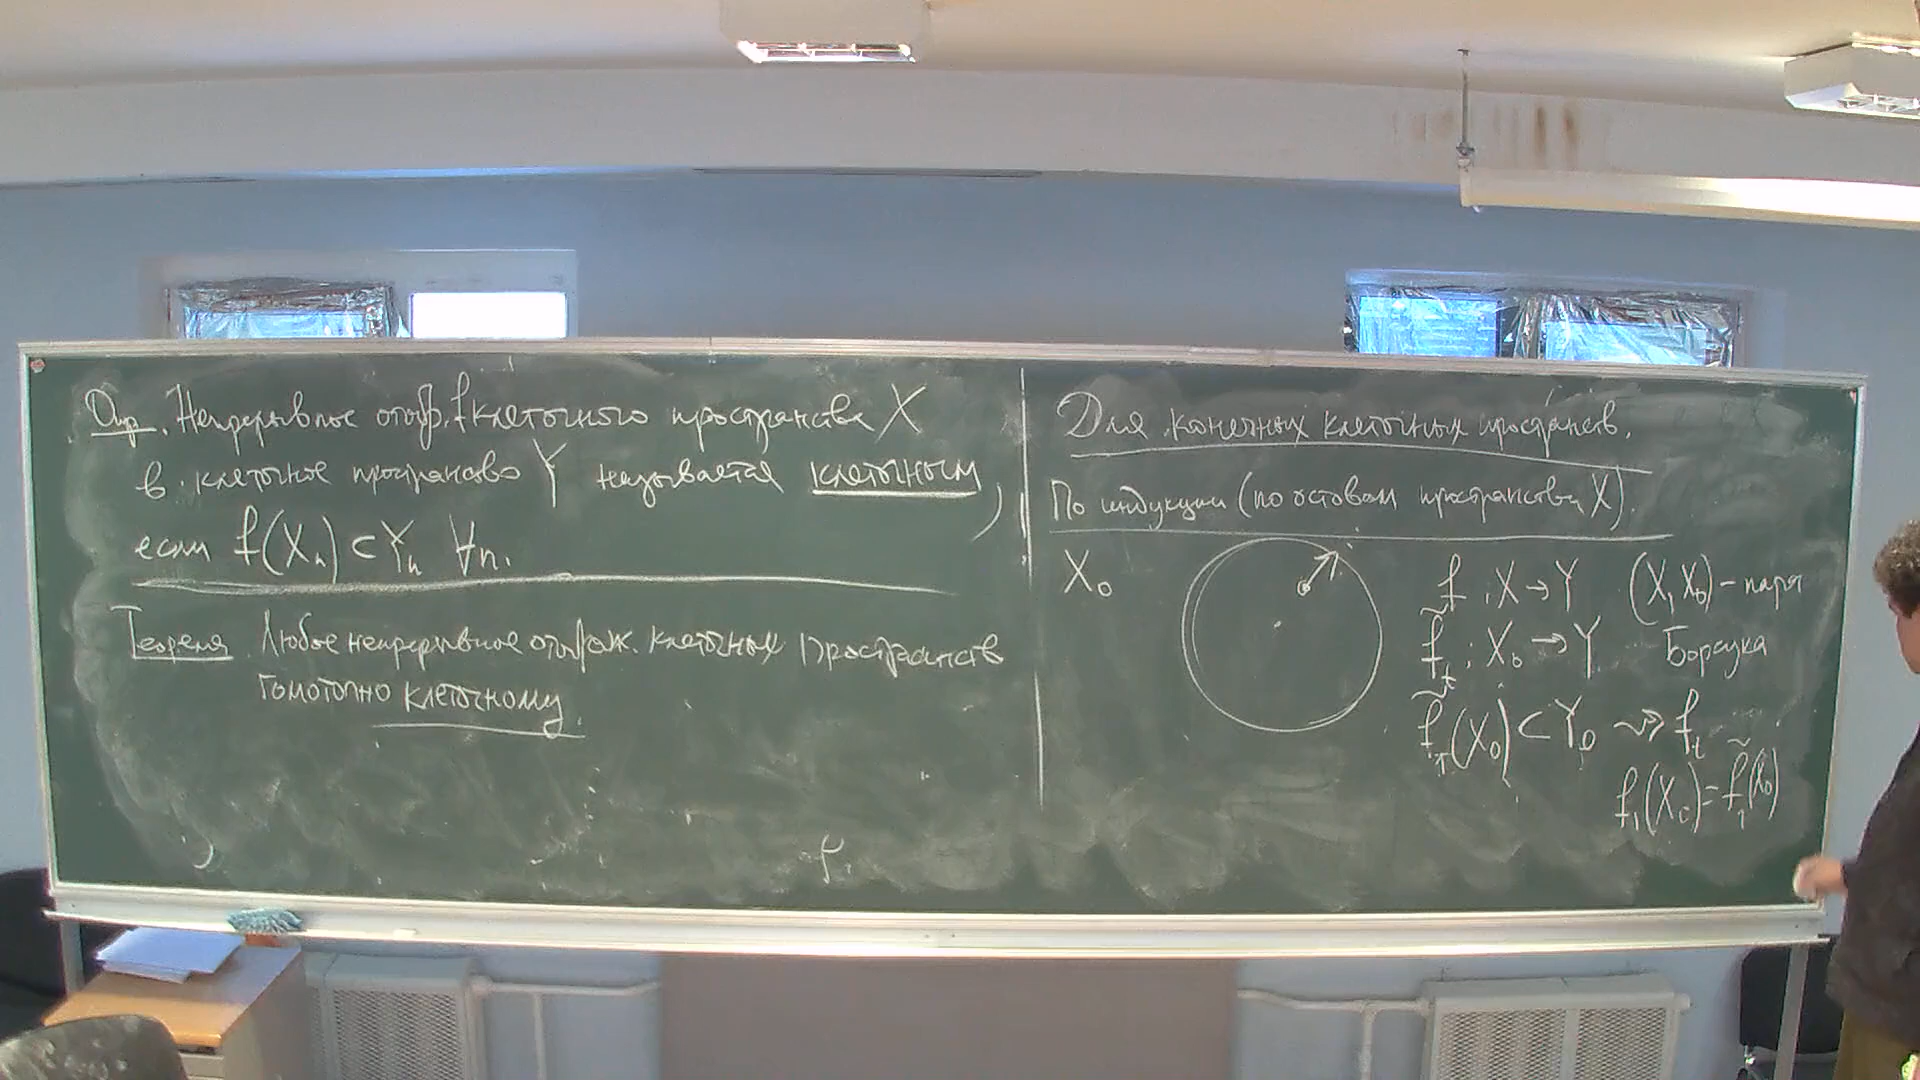 Опр. Непрерывное отобр. f клеточного пространства X
в клеточное пространство Y называется клеточным,
если f(Xₙ) ⊂ Yₙ ∀n.
Теорема. Любое непрерывное отображ. клеточных пространств
гомотопно клеточному.
Для конечных клеточных пространств.
По индукции (по остовам пространства X).
X₀
f : X → Y (X, X₀) – пара
f̃ₜ : X₀ → Y Борсука
f̃₁(X₀) ⊂ Y₀ ⇝ fₜ
f₁(X₀) = f̃₁(X₀)